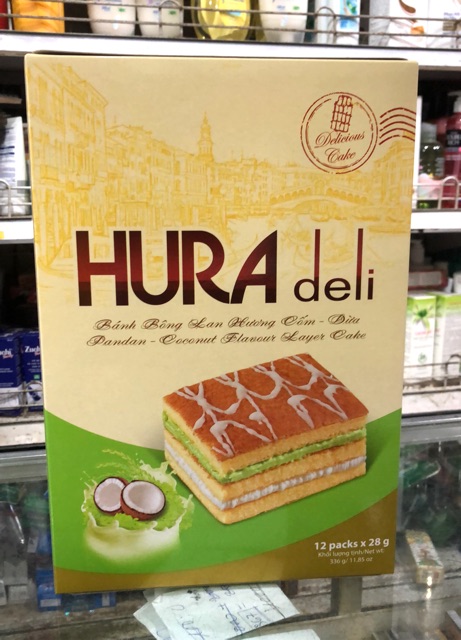 Delicious
Cake
HURA deli
Bánh Bông Lan Hương Cốm - Dừa
Pandan - Coconut Flavour Layer Cake
12 packs x 28 g
Khối lượng tịnh/Net wt:
336 g/ 11.85 oz